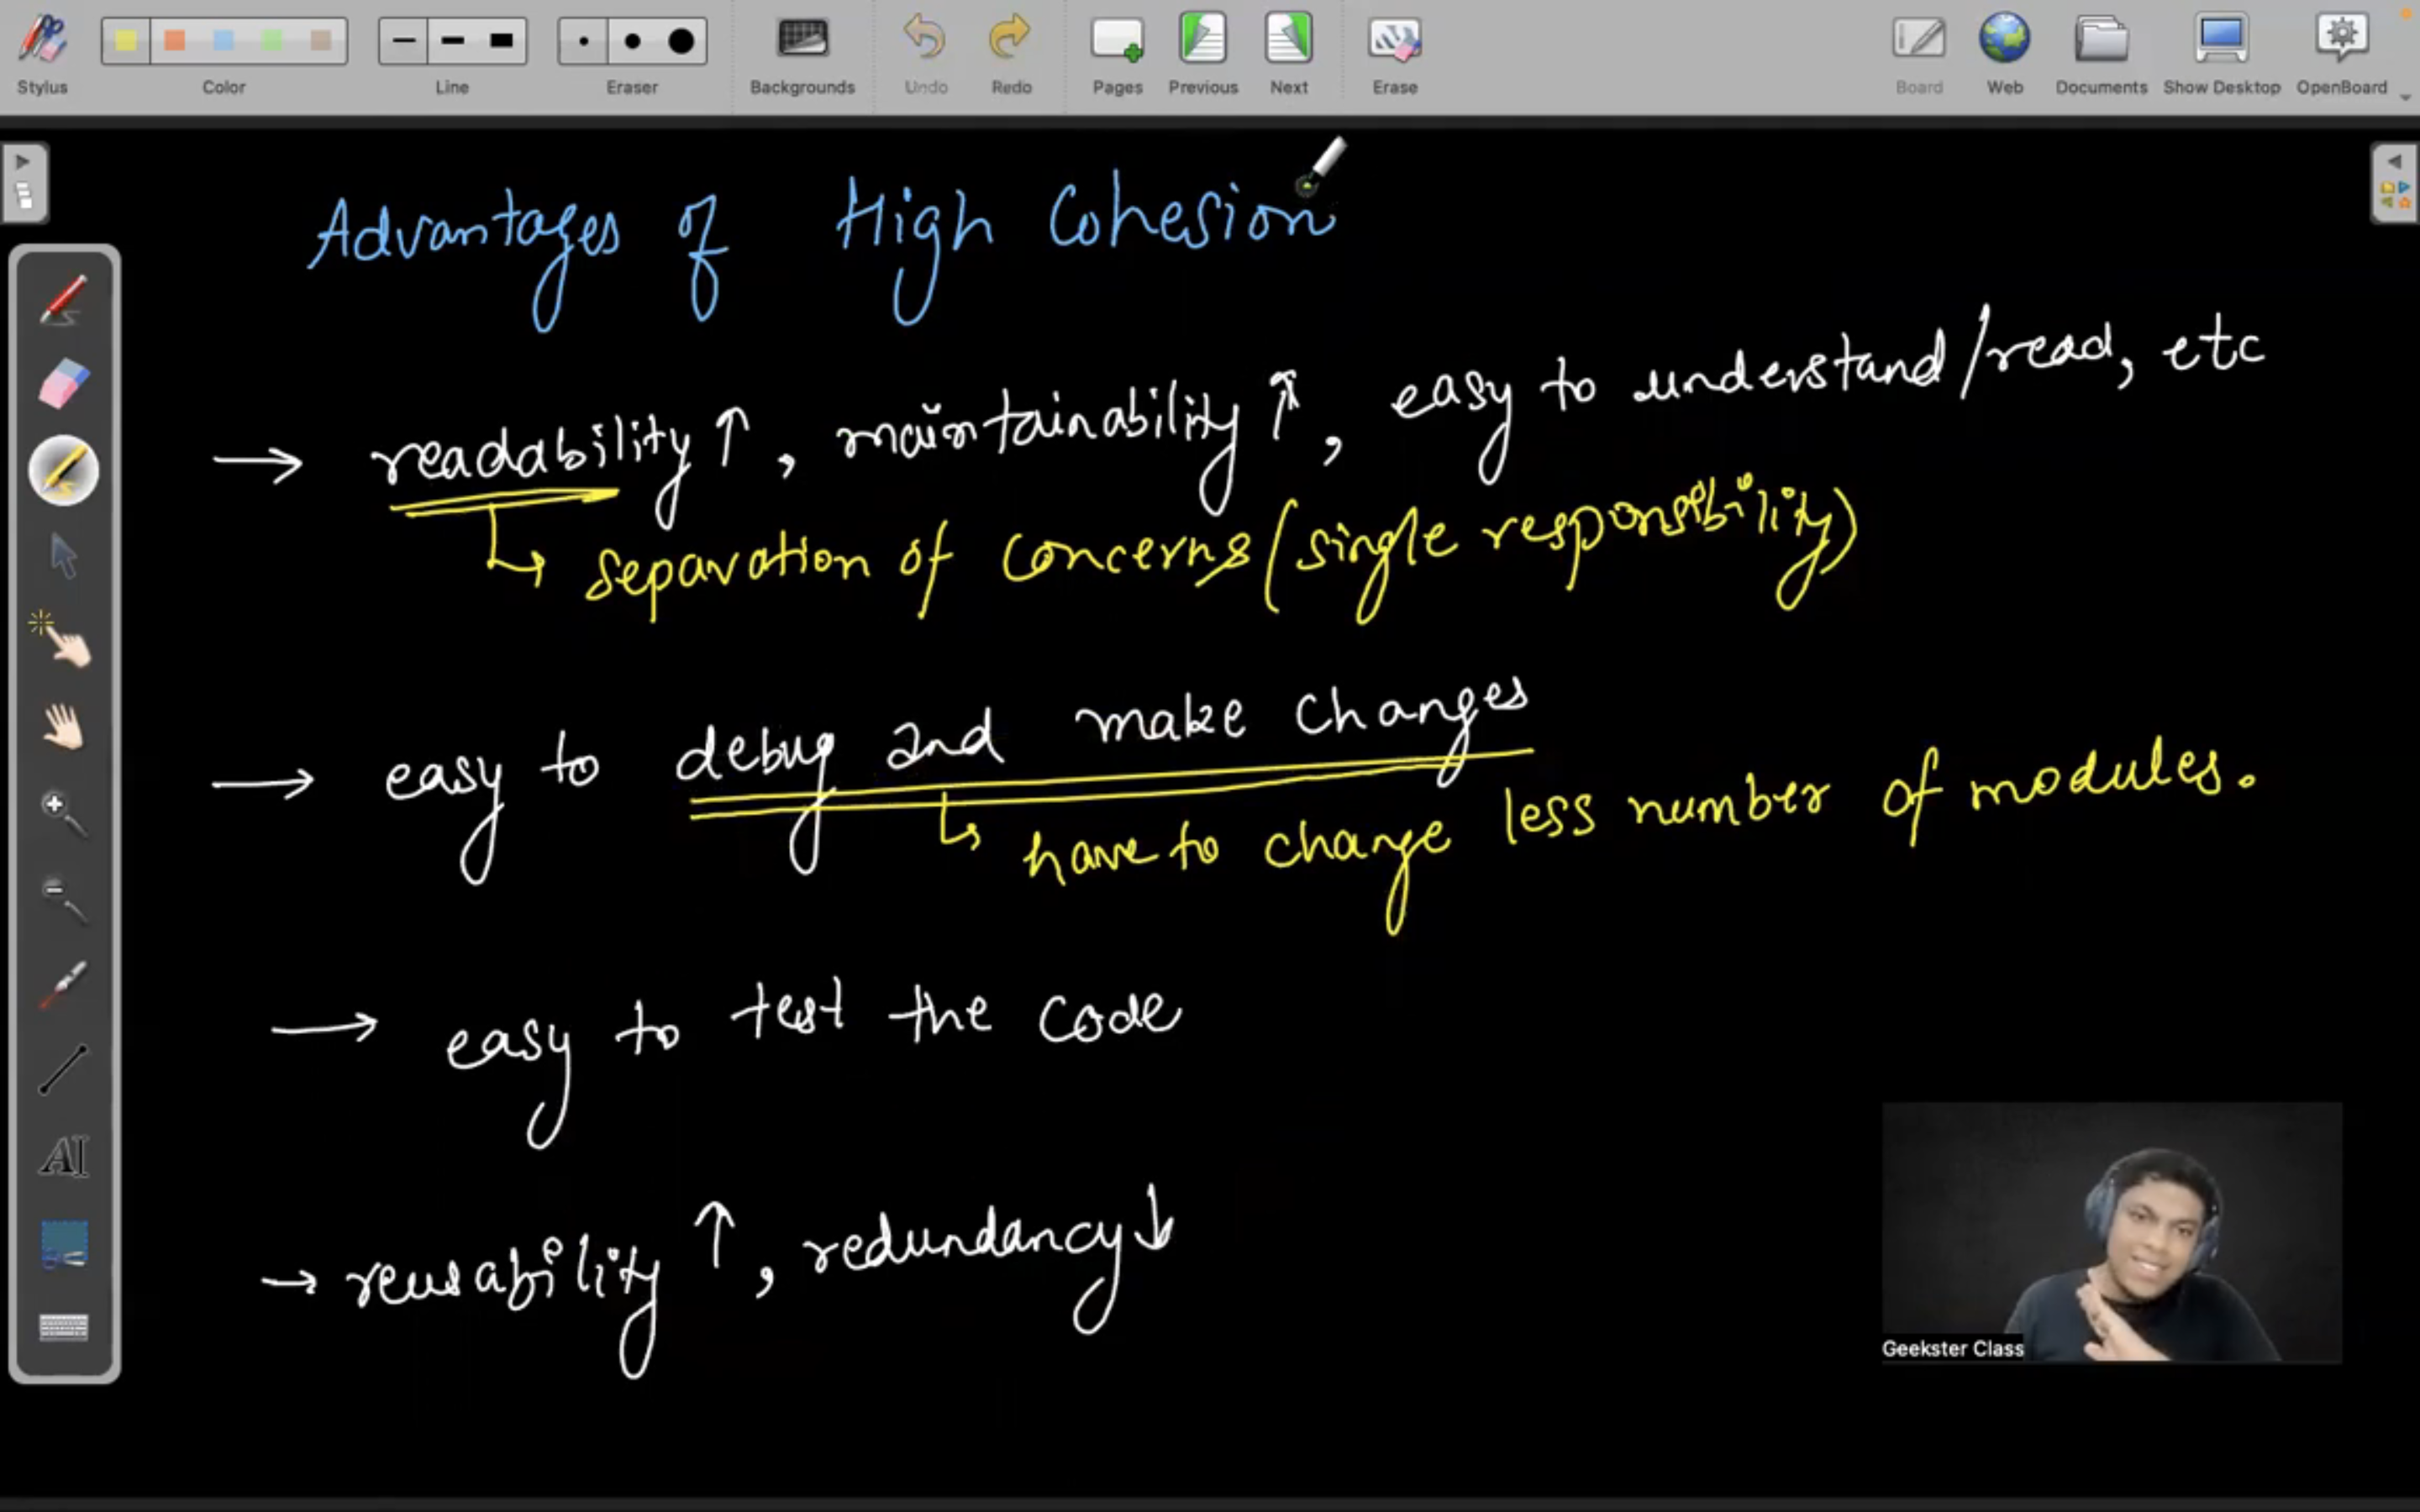 Stylus Color Line Eraser Backgrounds Undo Redo Pages Previous Next Erase Board Web Documents Show Desktop OpenBoard
Advantages of High Cohesion
→ readability ↑, maintainability ↑, easy to understand/read, etc
↳ separation of concerns (single responsibility)
→ easy to debug and make changes
↳ have to change less number of modules.
→ easy to test the code
→ reusability ↑, redundancy ↓
AI
Geekster Class